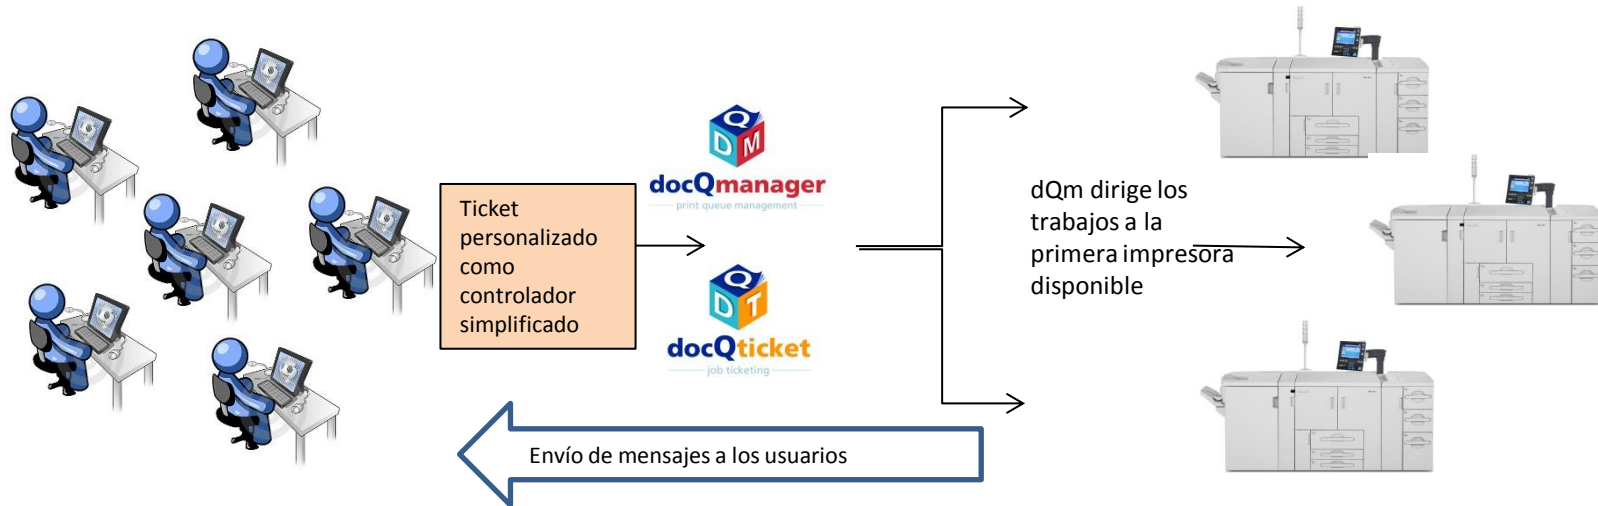 Ticket
personalizado
como
controlador
simplificado
Q
D M
docQmanager
print queue management
Q
D T
docQticket
job ticketing
dQm dirige los
trabajos a la
primera impresora
disponible
Envío de mensajes a los usuarios